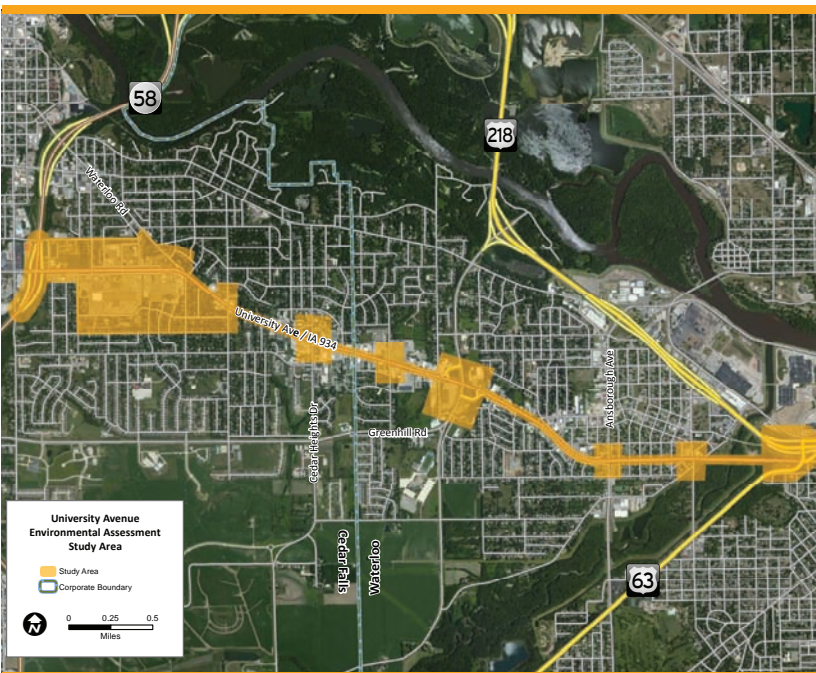 58
218
Waterloo Rd
University Ave / IA 934
Ansborough Ave
Cedar Heights Dr
Greenhill Rd
Cedar Falls
Waterloo
63
University Avenue
Environmental Assessment
Study Area
Study Area
Corporate Boundary
N
0 0.25 0.5
Miles